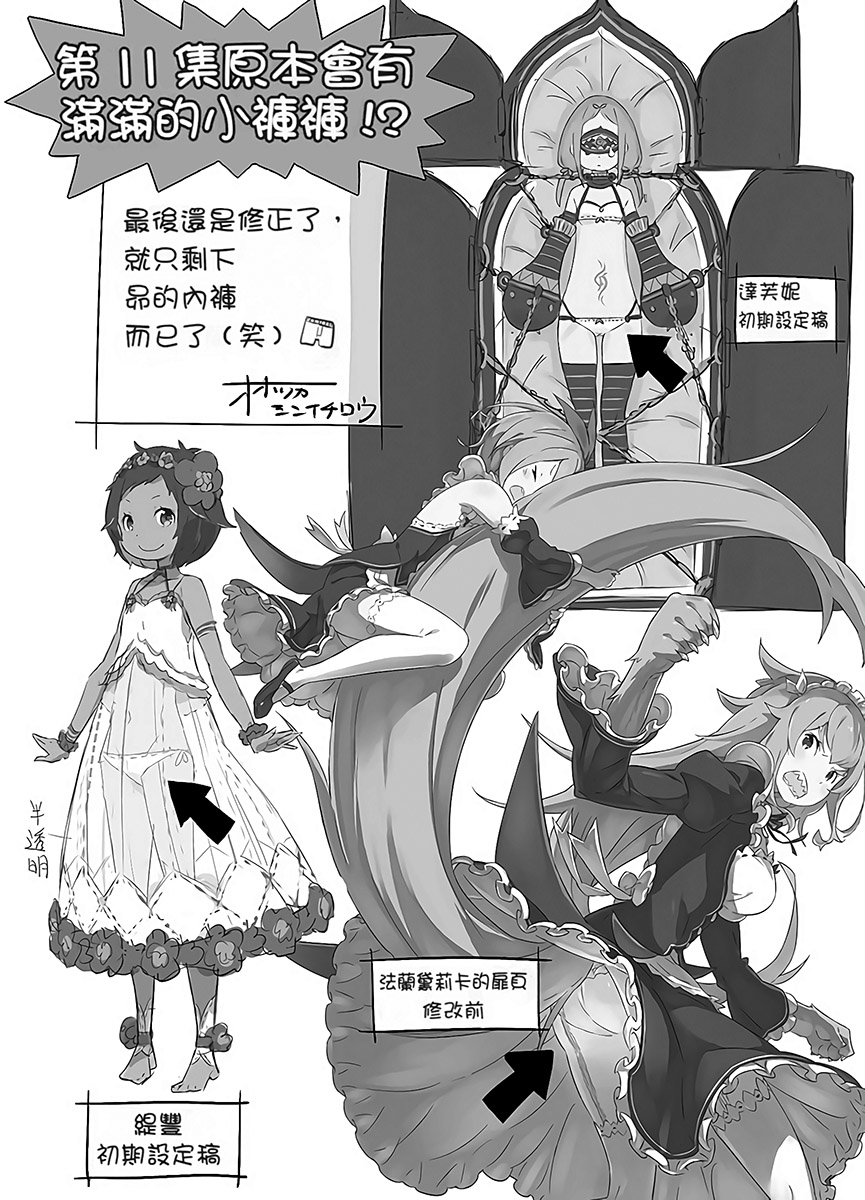 第11集原本會有
滿滿的小褲褲!?
最後還是修正了，
就只剩下
昴的內褲
而已了（笑）
オオツカ
シンイチロウ
達芙妮
初期設定稿
半透明
法蘭黛莉卡的扉頁
修改前
緹豐
初期設定稿